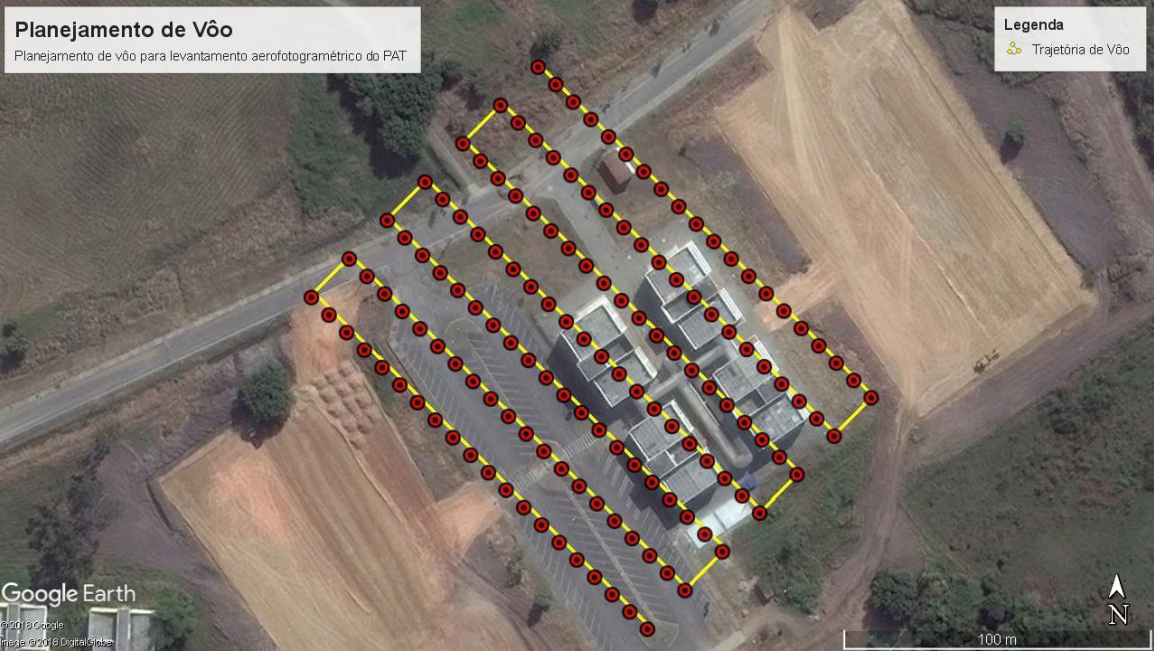 Planejamento de Vôo
Planejamento de vôo para levantamento aerofotogramétrico do PAT
Legenda
Trajetória de Vôo
Google Earth
© 2018 Google
Image © 2018 DigitalGlobe
N
100 m